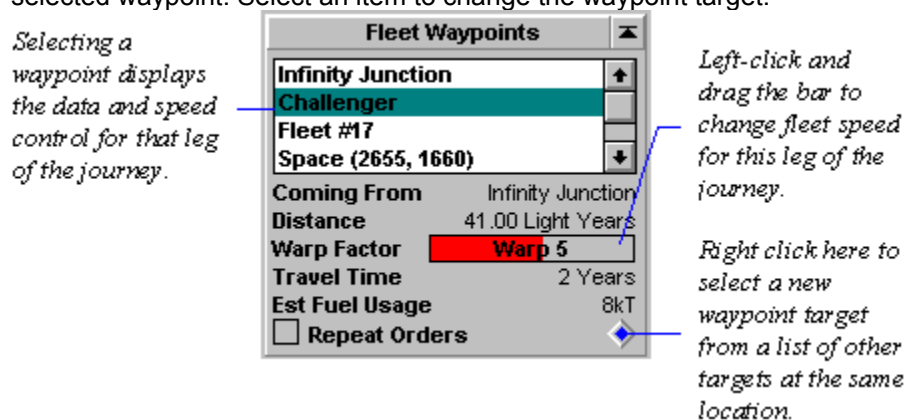 selected waypoint. Select an item to change the waypoint target.
Selecting a
waypoint displays
the data and speed
control for that leg
of the journey.
Fleet Waypoints
Infinity Junction
Challenger
Fleet #17
Space (2655, 1660)
Coming From Infinity Junction
Distance 41.00 Light Years
Warp Factor Warp 5
Travel Time 2 Years
Est Fuel Usage 8kT
Repeat Orders
Left-click and
drag the bar to
change fleet speed
for this leg of the
journey.
Right click here to
select a new
waypoint target
from a list of other
targets at the same
location.